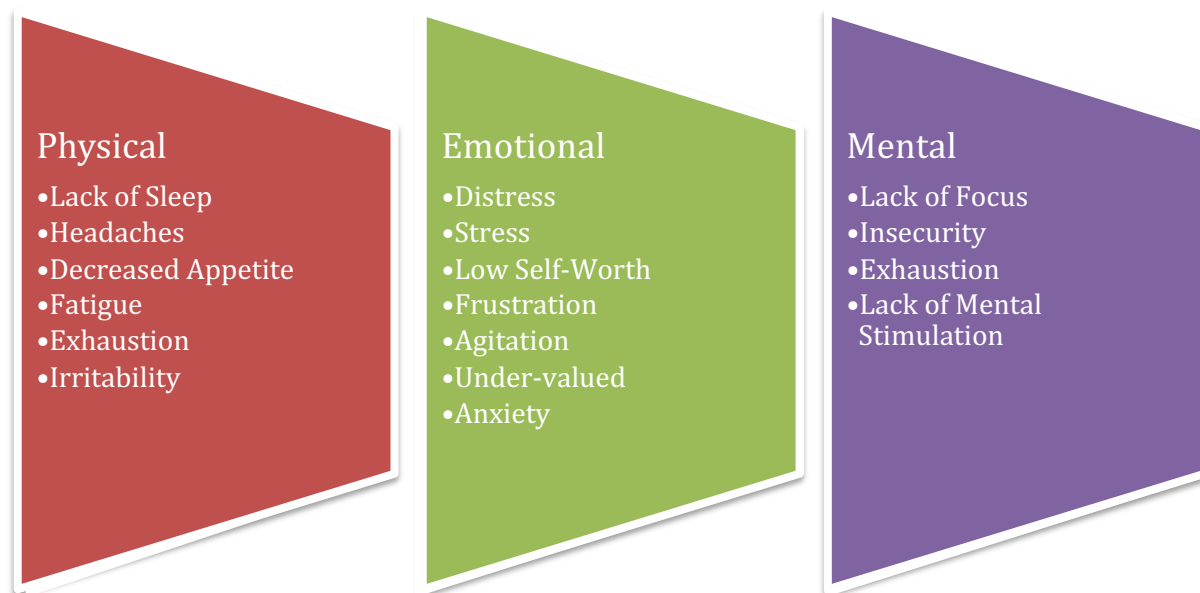 Physical
•Lack of Sleep
•Headaches
•Decreased Appetite
•Fatigue
•Exhaustion
•Irritability
Emotional
•Distress
•Stress
•Low Self-Worth
•Frustration
•Agitation
•Under-valued
•Anxiety
Mental
•Lack of Focus
•Insecurity
•Exhaustion
•Lack of Mental
Stimulation